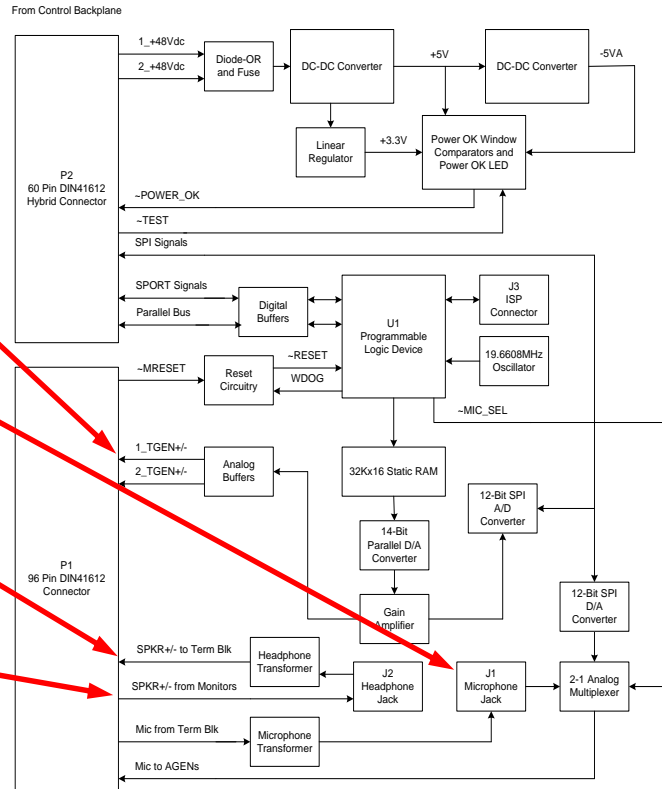 From Control Backplane
1_+48Vdc
2_+48Vdc
Diode-OR
and Fuse
DC-DC Converter
+5V
DC-DC Converter
-5VA
Linear
Regulator
+3.3V
Power OK Window
Comparators and
Power OK LED
P2
60 Pin DIN41612
Hybrid Connector
~POWER_OK
~TEST
SPI Signals
SPORT Signals
Parallel Bus
Digital
Buffers
U1
Programmable
Logic Device
J3
ISP
Connector
19.6608MHz
Oscillator
~MRESET
Reset
Circuitry
~RESET
WDOG
~MIC_SEL
1_TGEN+/-
2_TGEN+/-
Analog
Buffers
32Kx16 Static RAM
12-Bit SPI
A/D
Converter
14-Bit
Parallel D/A
Converter
P1
96 Pin DIN41612
Connector
Gain
Amplifier
12-Bit SPI
D/A
Converter
SPKR+/- to Term Blk
Headphone
Transformer
SPKR+/- from Monitors
J2
Headphone
Jack
J1
Microphone
Jack
2-1 Analog
Multiplexer
Mic from Term Blk
Microphone
Transformer
Mic to AGENs